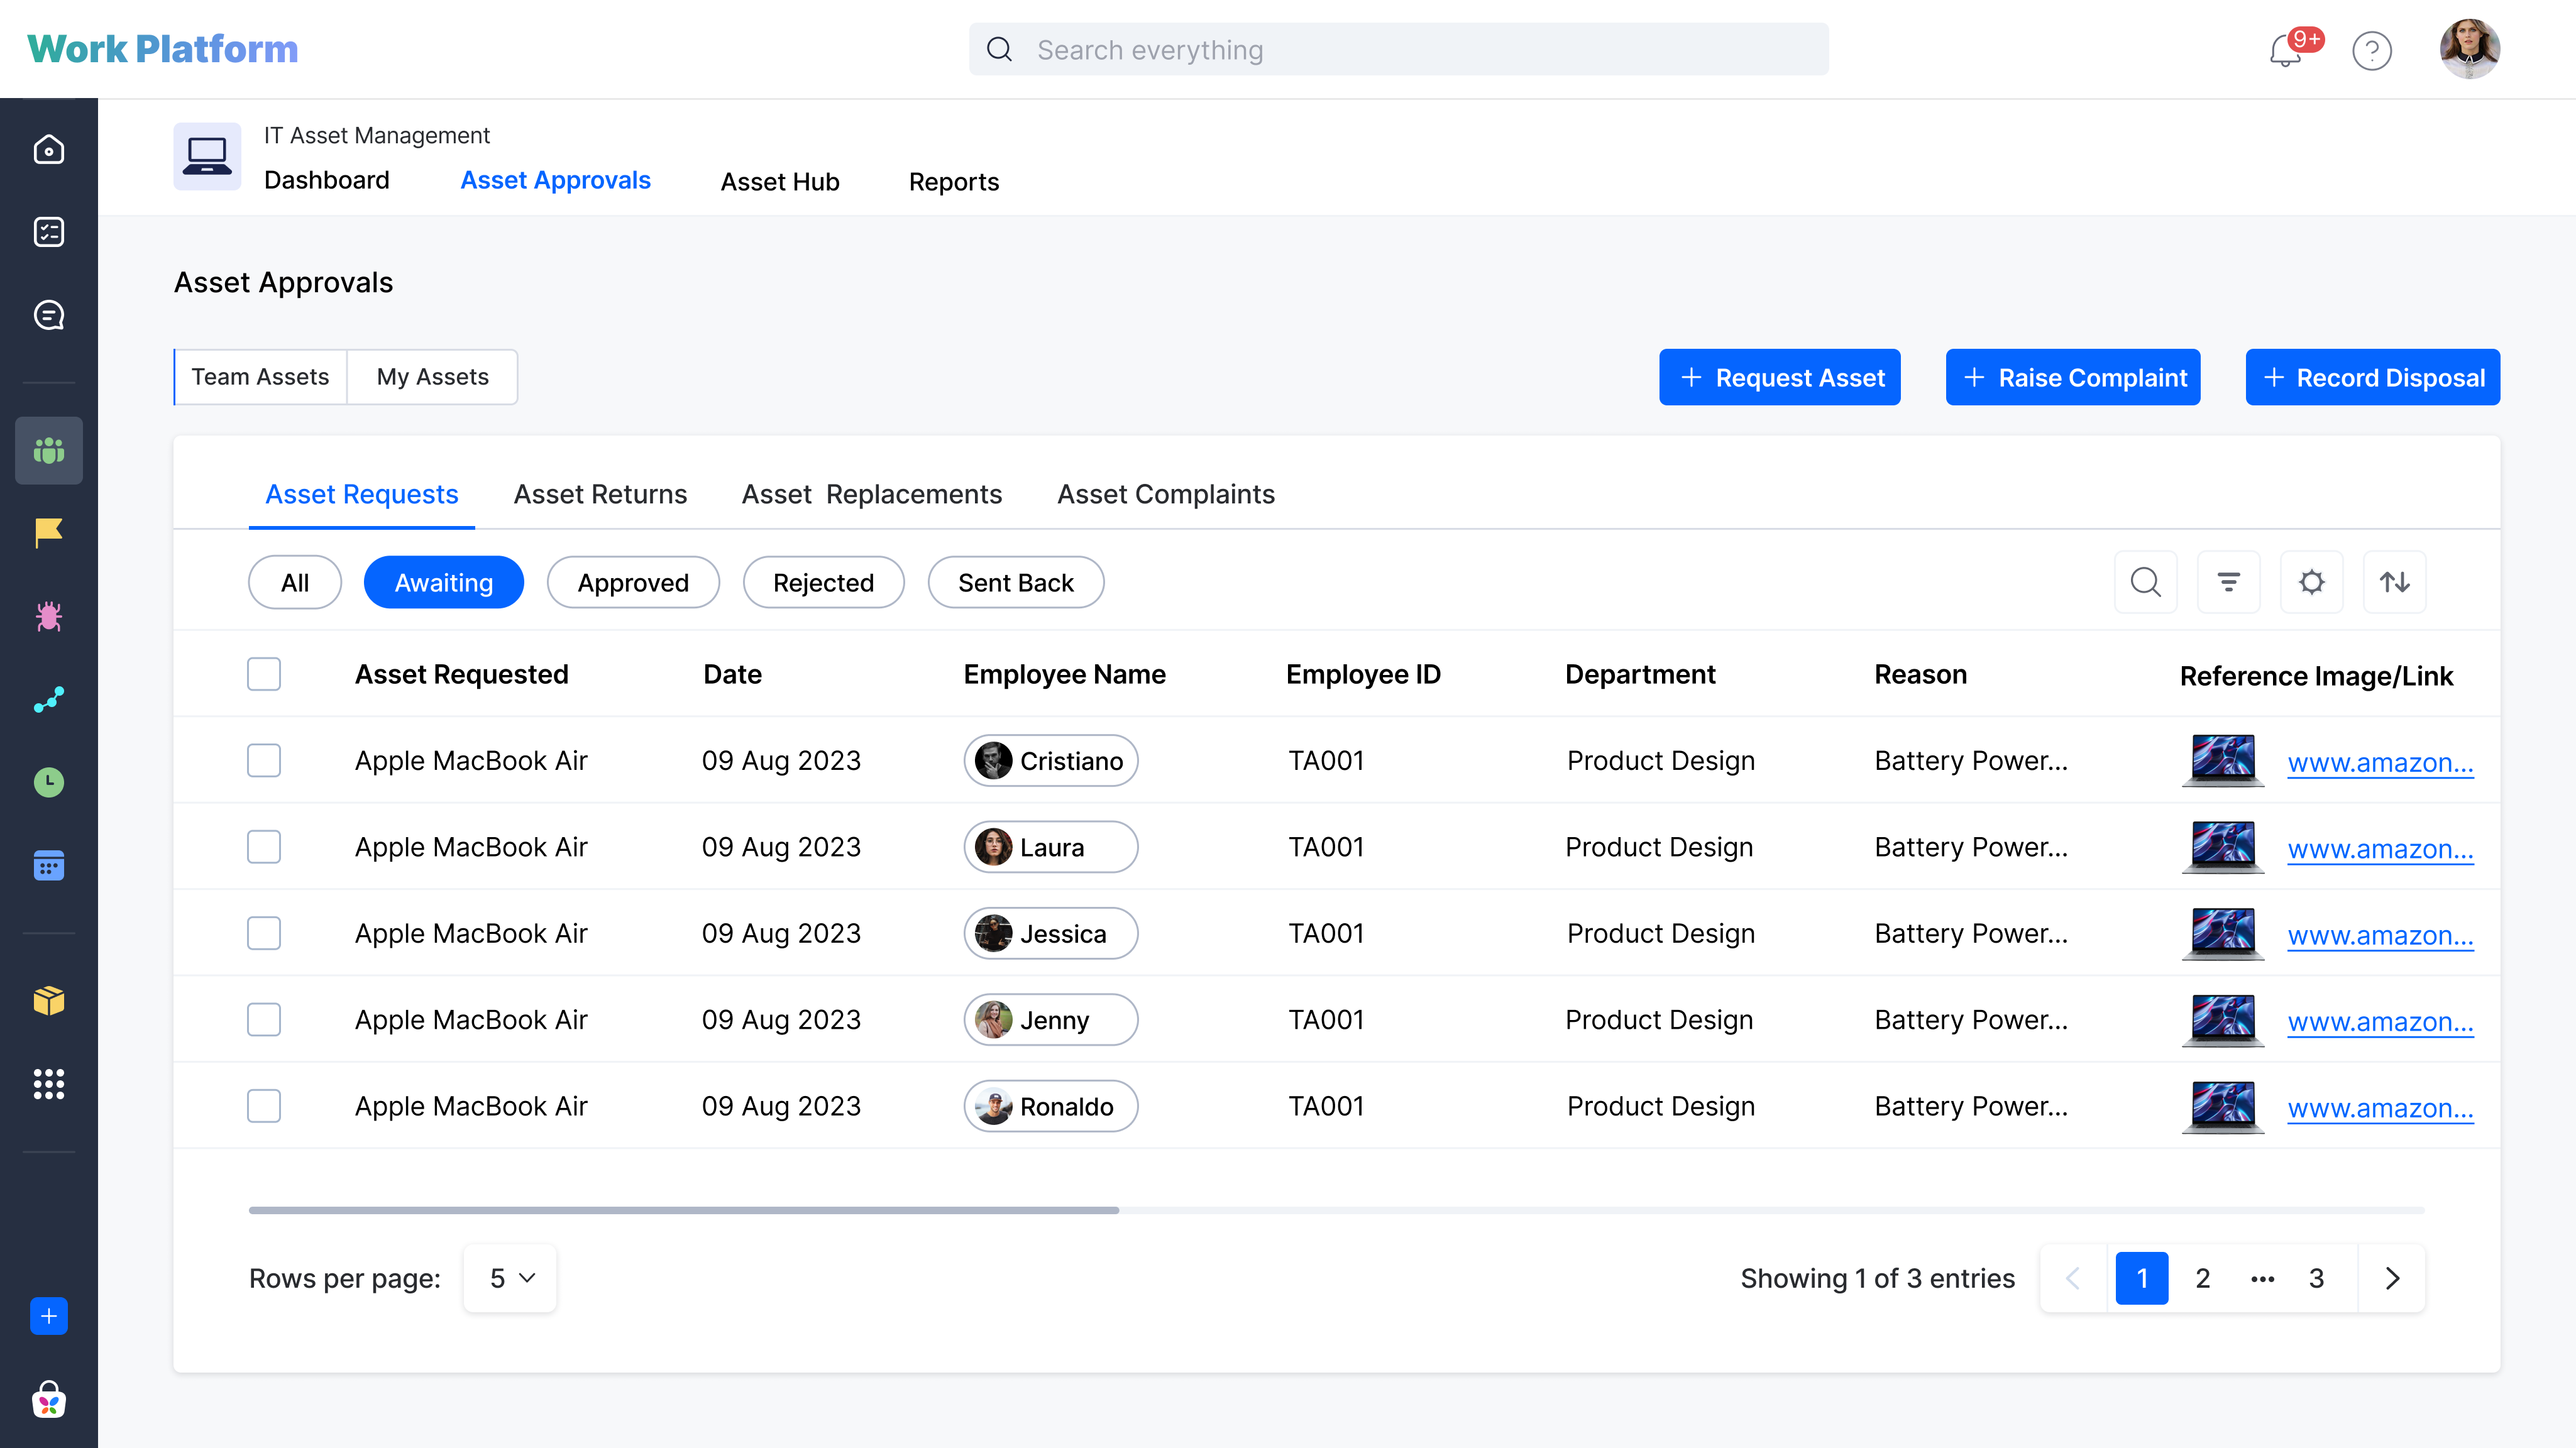 Work Platform
Search everything
9+
?
IT Asset Management
Dashboard
Asset Approvals
Asset Hub
Reports
Asset Approvals
Team Assets
My Assets
+ Request Asset
+ Raise Complaint
+ Record Disposal
Asset Requests
Asset Returns
Asset  Replacements
Asset Complaints
All
Awaiting
Approved
Rejected
Sent Back
Asset Requested Date Employee Name Employee ID Department Reason Reference Image/Link
Apple MacBook Air 09 Aug 2023 Cristiano TA001 Product Design Battery Power... www.amazon...
Apple MacBook Air 09 Aug 2023 Laura TA001 Product Design Battery Power... www.amazon...
Apple MacBook Air 09 Aug 2023 Jessica TA001 Product Design Battery Power... www.amazon...
Apple MacBook Air 09 Aug 2023 Jenny TA001 Product Design Battery Power... www.amazon...
Apple MacBook Air 09 Aug 2023 Ronaldo TA001 Product Design Battery Power... www.amazon...
Rows per page: 5
Showing 1 of 3 entries
1 2 ... 3